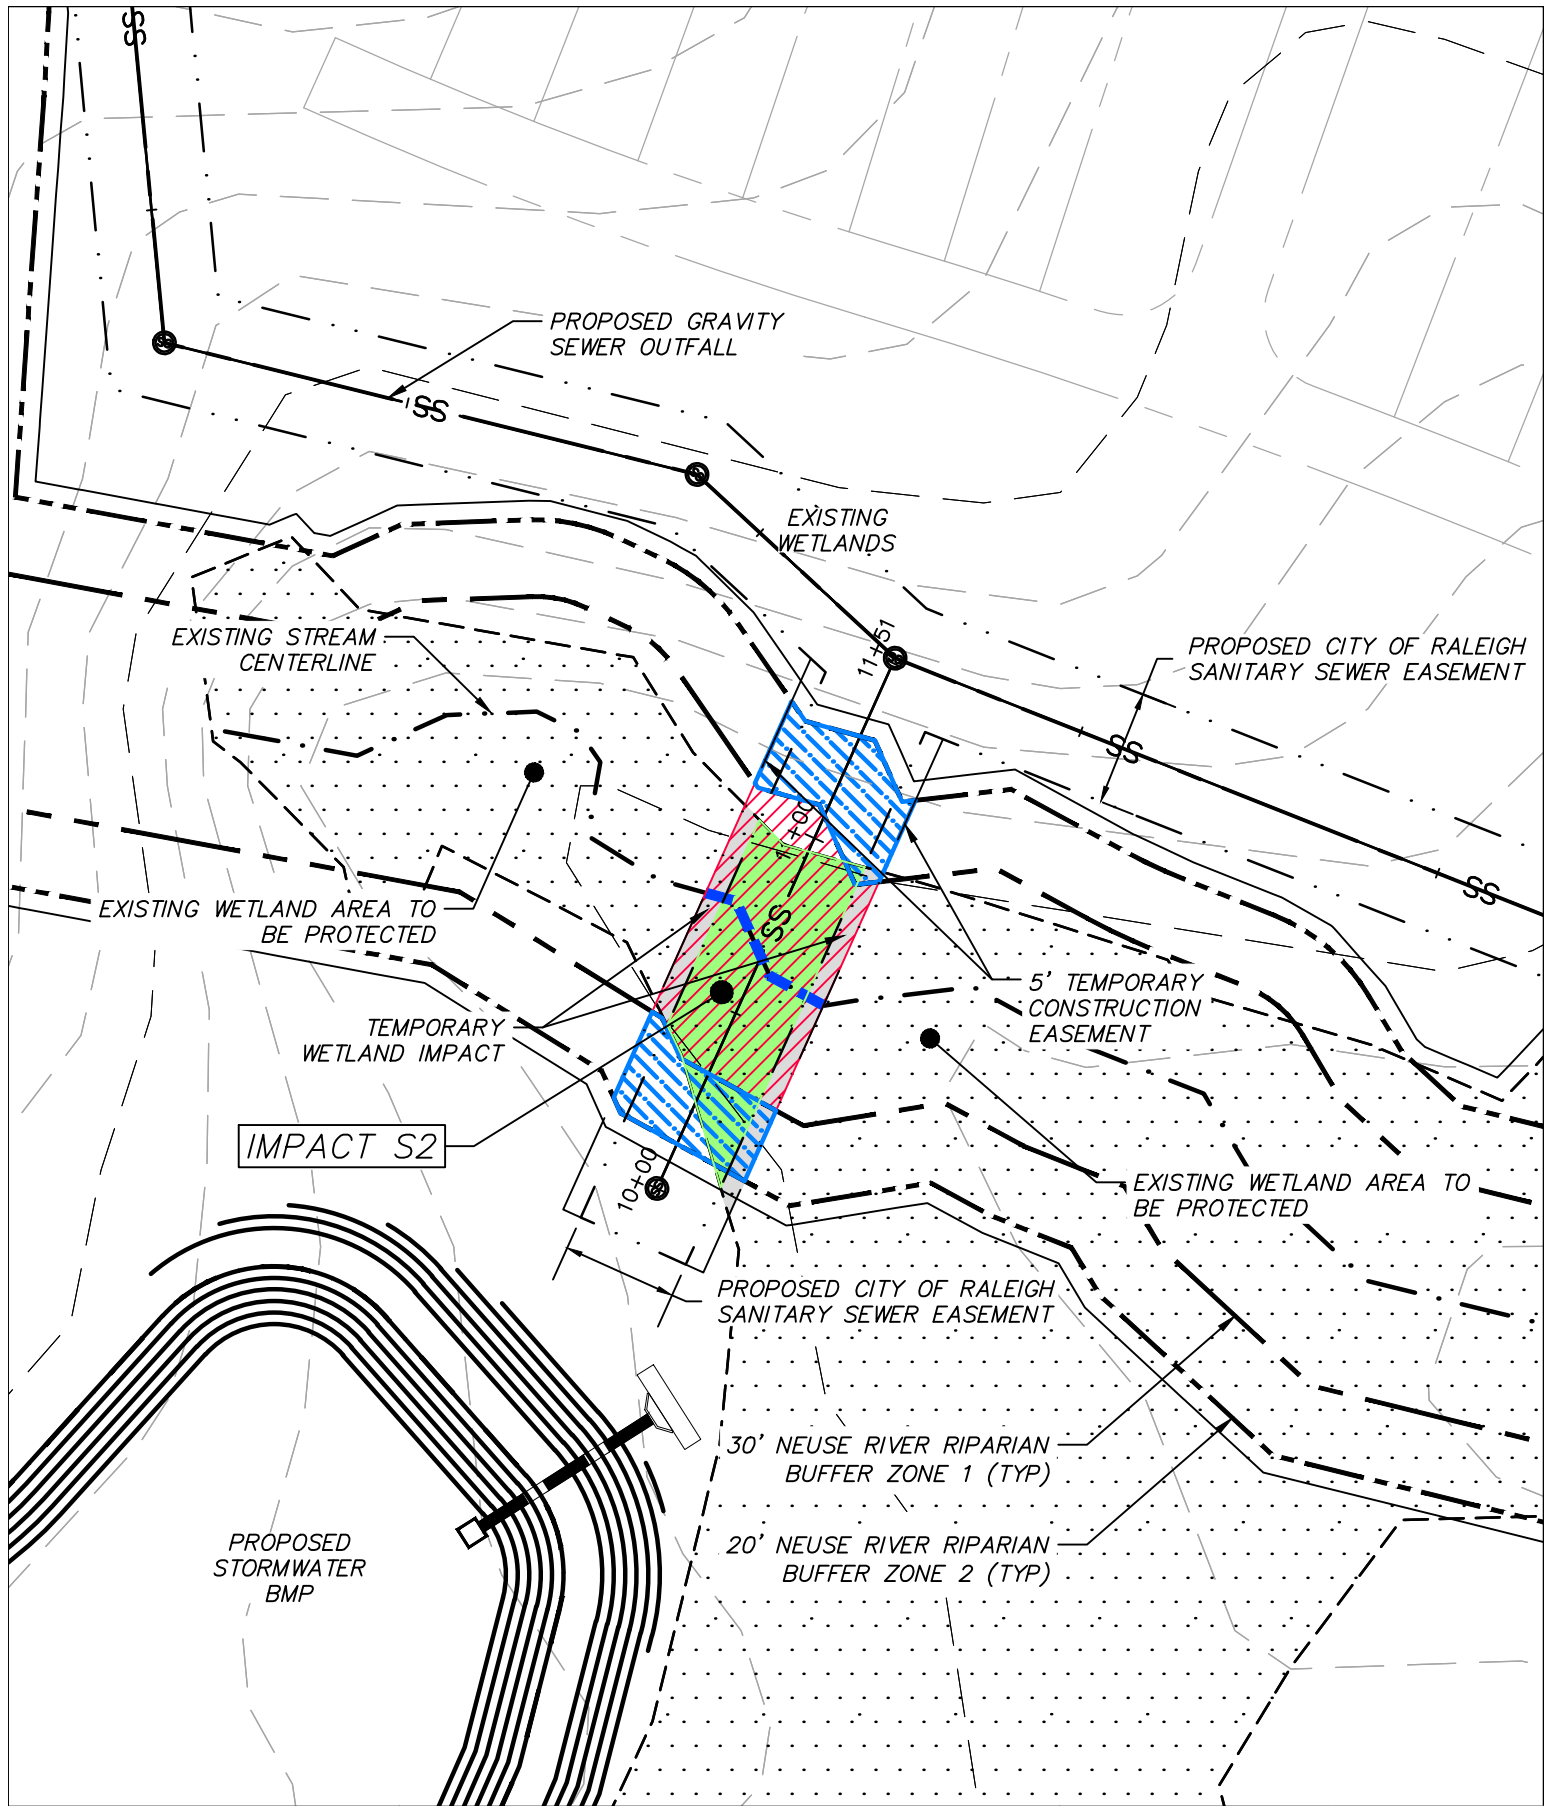 SS
PROPOSED GRAVITY
SEWER OUTFALL
SS
EXISTING
WETLANDS
11+51
EXISTING STREAM
CENTERLINE
PROPOSED CITY OF RALEIGH
SANITARY SEWER EASEMENT
SS
SS
EXISTING WETLAND AREA TO
BE PROTECTED
SS
5' TEMPORARY
CONSTRUCTION
EASEMENT
TEMPORARY
WETLAND IMPACT
IMPACT S2
10+00
EXISTING WETLAND AREA TO
BE PROTECTED
PROPOSED CITY OF RALEIGH
SANITARY SEWER EASEMENT
30' NEUSE RIVER RIPARIAN
BUFFER ZONE 1 (TYP)
20' NEUSE RIVER RIPARIAN
BUFFER ZONE 2 (TYP)
PROPOSED
STORMWATER
BMP